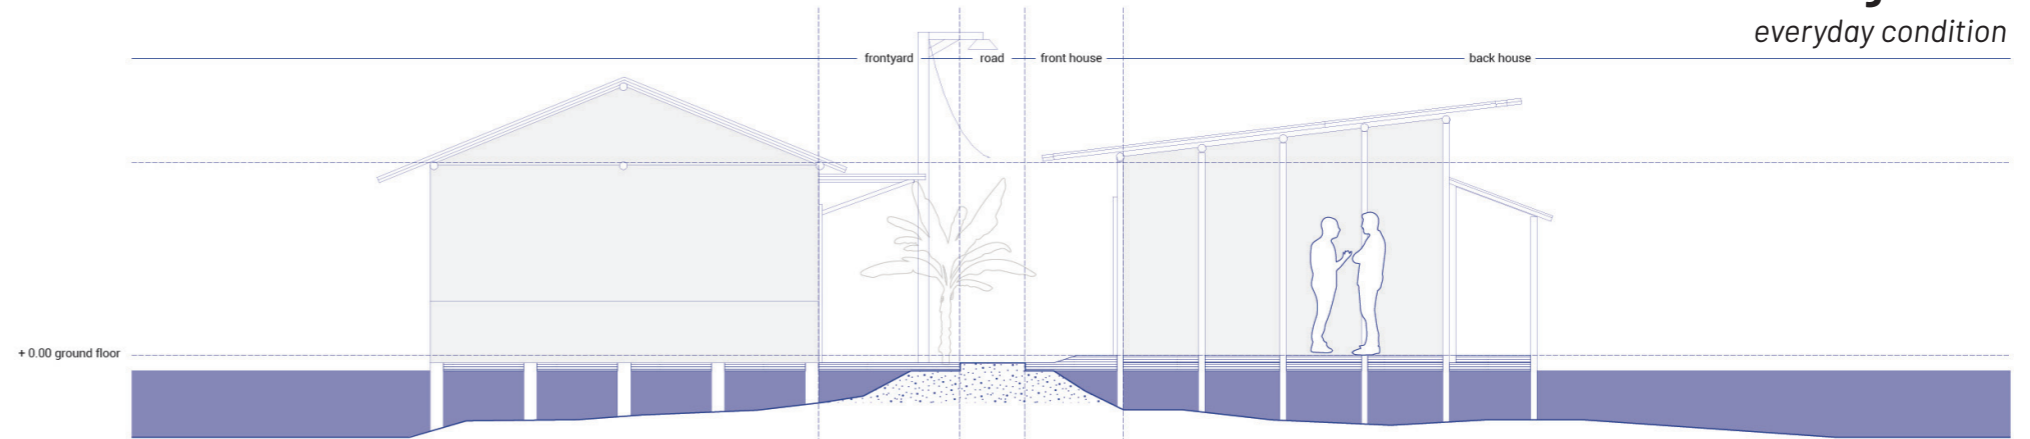 everyday condition
frontyard
road
front house
back house
+ 0.00 ground floor